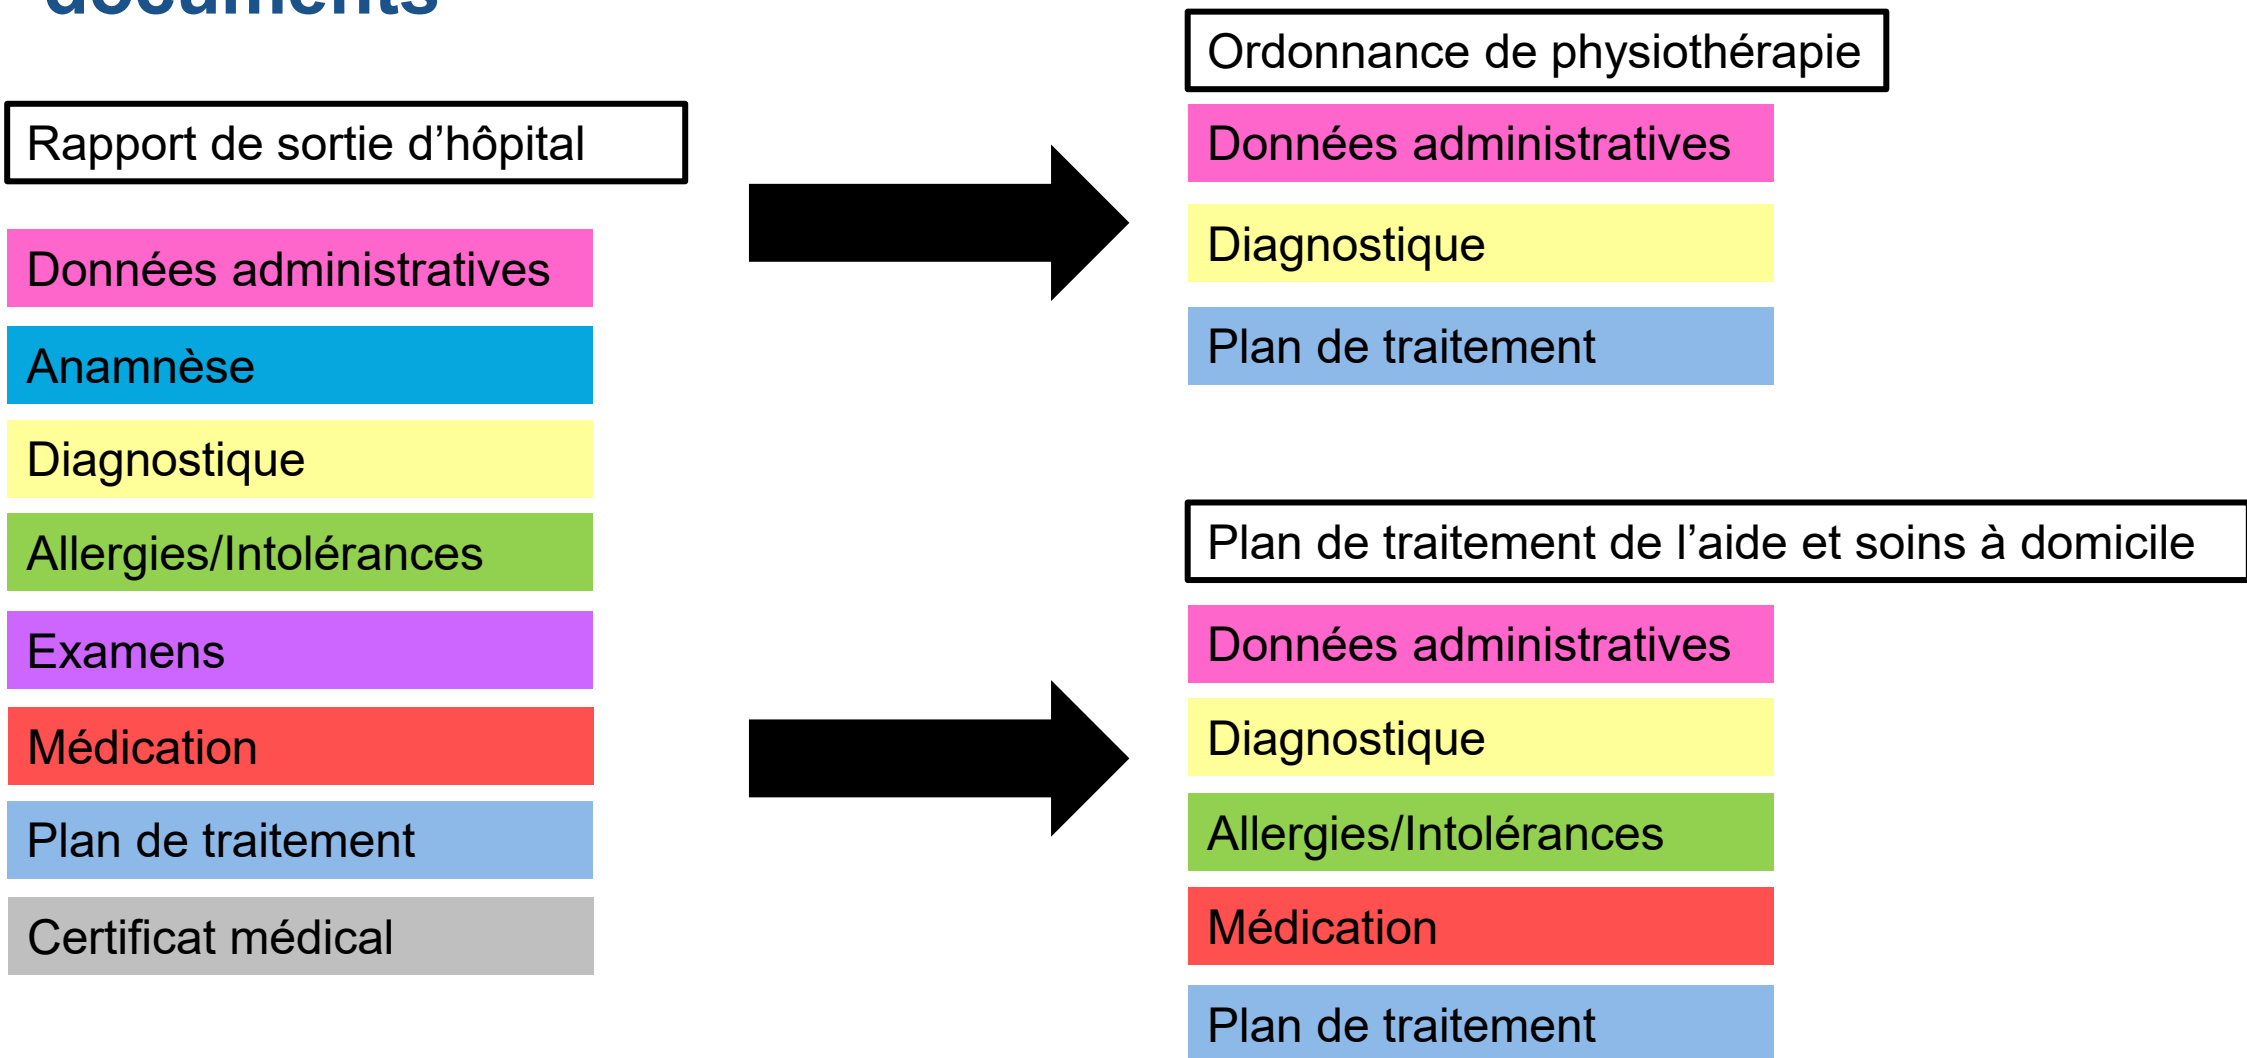 documents
Rapport de sortie d’hôpital
Données administratives
Anamnèse
Diagnostique
Allergies/Intolérances
Examens
Médication
Plan de traitement
Certificat médical
Ordonnance de physiothérapie
Données administratives
Diagnostique
Plan de traitement
Plan de traitement de l’aide et soins à domicile
Données administratives
Diagnostique
Allergies/Intolérances
Médication
Plan de traitement